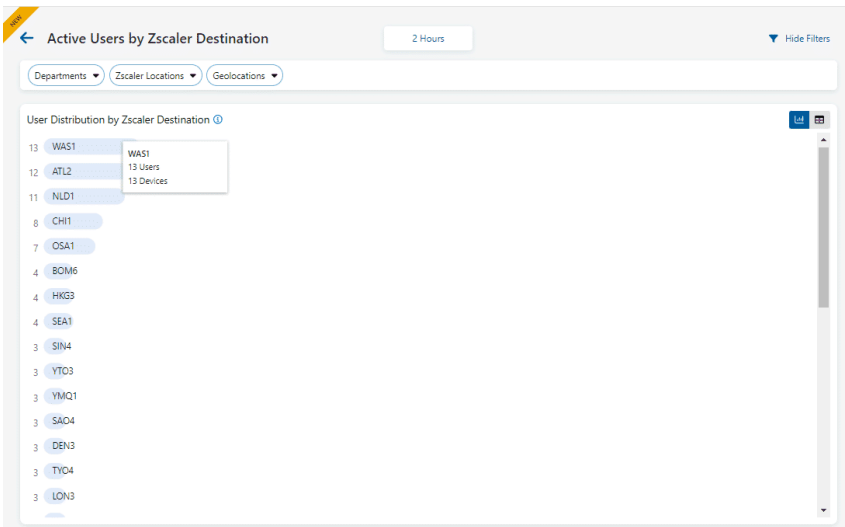 NEW
Active Users by Zscaler Destination
2 Hours
Hide Filters
Departments
Zscaler Locations
Geolocations
User Distribution by Zscaler Destination
13 WAS1
WAS1
13 Users
13 Devices
12 ATL2
11 NLD1
8 CHI1
7 OSA1
4 BOM6
4 HKG3
4 SEA1
3 SIN4
3 YTO3
3 YMQ1
3 SAO4
3 DEN3
3 TYO4
3 LON3